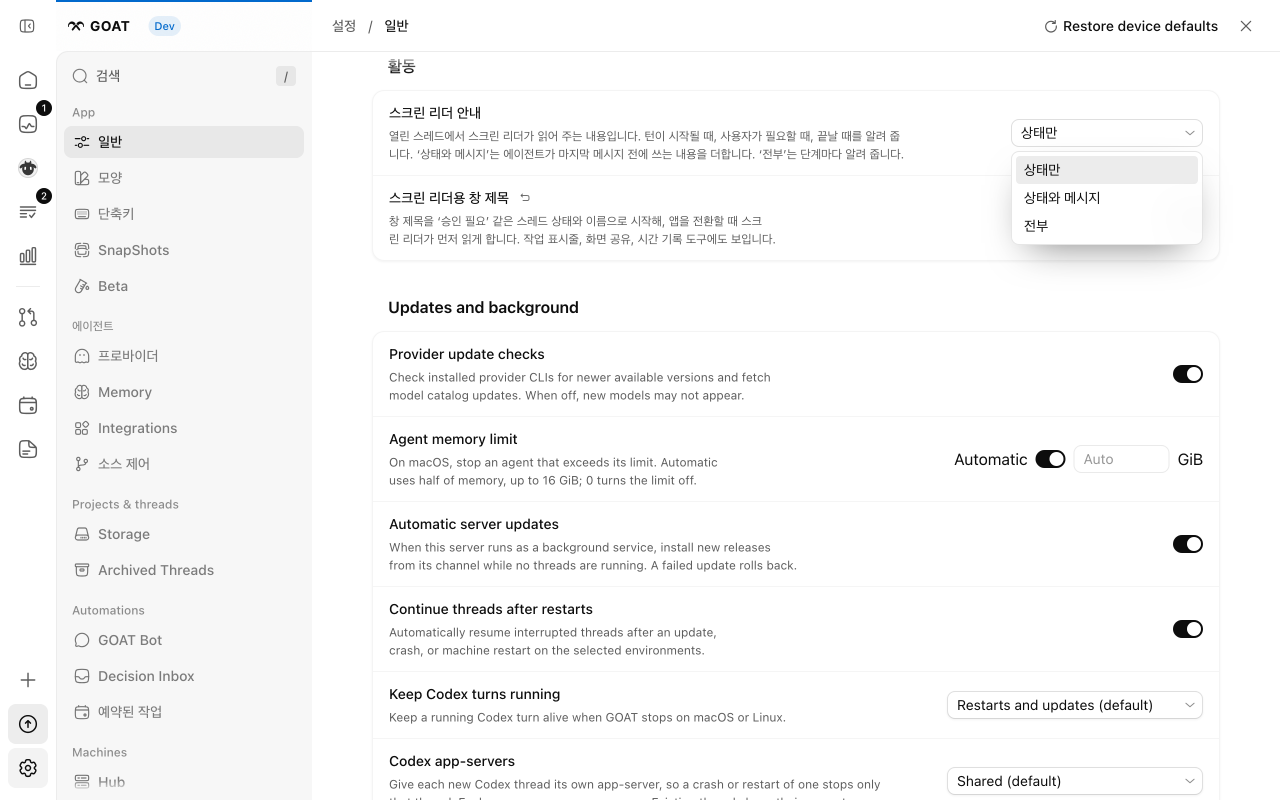 GOAT
Dev
설정 / 일반
Restore device defaults
검색
/
App
일반
모양
단축키
SnapShots
Beta
에이전트
프로바이더
Memory
Integrations
소스 제어
Projects & threads
Storage
Archived Threads
Automations
GOAT Bot
Decision Inbox
예약된 작업
Machines
Hub
1
2
활동
스크린 리더 안내
열린 스레드에서 스크린 리더가 읽어 주는 내용입니다. 턴이 시작될 때, 사용자가 필요할 때, 끝날 때를 알려 줍
니다. ‘상태와 메시지’는 에이전트가 마지막 메시지 전에 쓰는 내용을 더합니다. ‘전부’는 단계마다 알려 줍니다.
상태만
상태만
상태와 메시지
전부
스크린 리더용 창 제목
창 제목을 ‘승인 필요’ 같은 스레드 상태와 이름으로 시작해, 앱을 전환할 때 스크
린 리더가 먼저 읽게 합니다. 작업 표시줄, 화면 공유, 시간 기록 도구에도 보입니다.
Updates and background
Provider update checks
Check installed provider CLIs for newer available versions and fetch
model catalog updates. When off, new models may not appear.
Agent memory limit
On macOS, stop an agent that exceeds its limit. Automatic
uses half of memory, up to 16 GiB; 0 turns the limit off.
Automatic
Auto
GiB
Automatic server updates
When this server runs as a background service, install new releases
from its channel while no threads are running. A failed update rolls back.
Continue threads after restarts
Automatically resume interrupted threads after an update,
crash, or machine restart on the selected environments.
Keep Codex turns running
Keep a running Codex turn alive when GOAT stops on macOS or Linux.
Restarts and updates (default)
Codex app-servers
Give each new Codex thread its own app-server, so a crash or restart of one stops only
Shared (default)